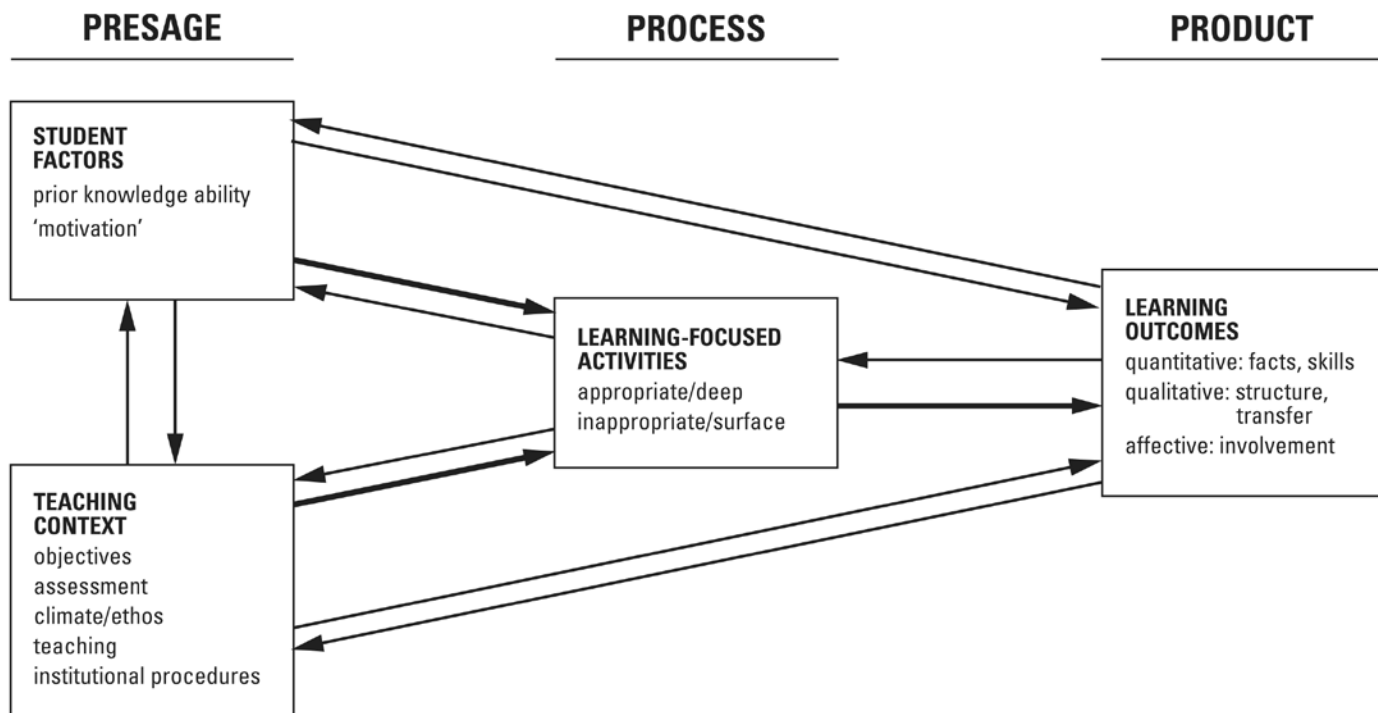 PRESAGE
PROCESS
PRODUCT
STUDENT
FACTORS
prior knowledge ability
‘motivation’
LEARNING-FOCUSED
ACTIVITIES
appropriate/deep
inappropriate/surface
LEARNING
OUTCOMES
quantitative: facts, skills
qualitative: structure,
transfer
affective: involvement
TEACHING
CONTEXT
objectives
assessment
climate/ethos
teaching
institutional procedures